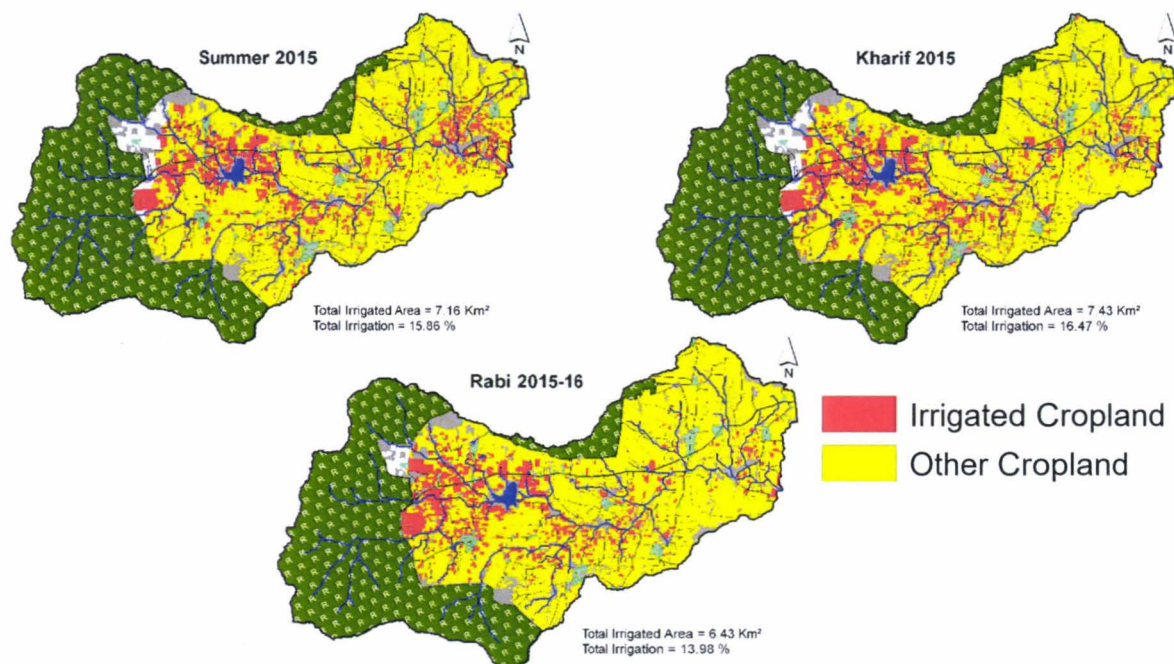 Summer 2015
N
Total Irrigated Area = 7.16 Km²
Total Irrigation = 15.86 %
Kharif 2015
N
Total Irrigated Area = 7.43 Km²
Total Irrigation = 16.47 %
Rabi 2015-16
N
Total Irrigated Area = 6.43 Km²
Total Irrigation = 13.98 %
Irrigated Cropland
Other Cropland